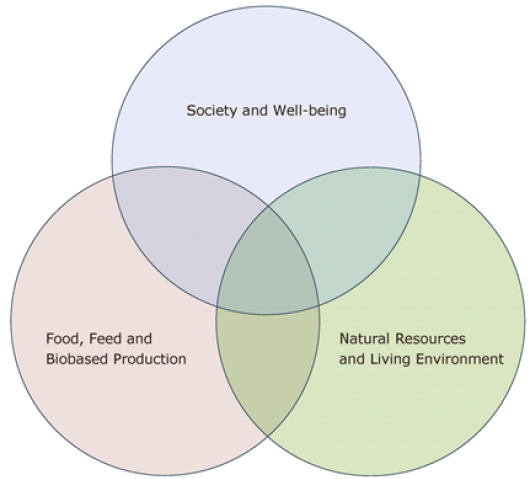 Society and Well-being
Food, Feed and
Biobased Production
Natural Resources
and Living Environment